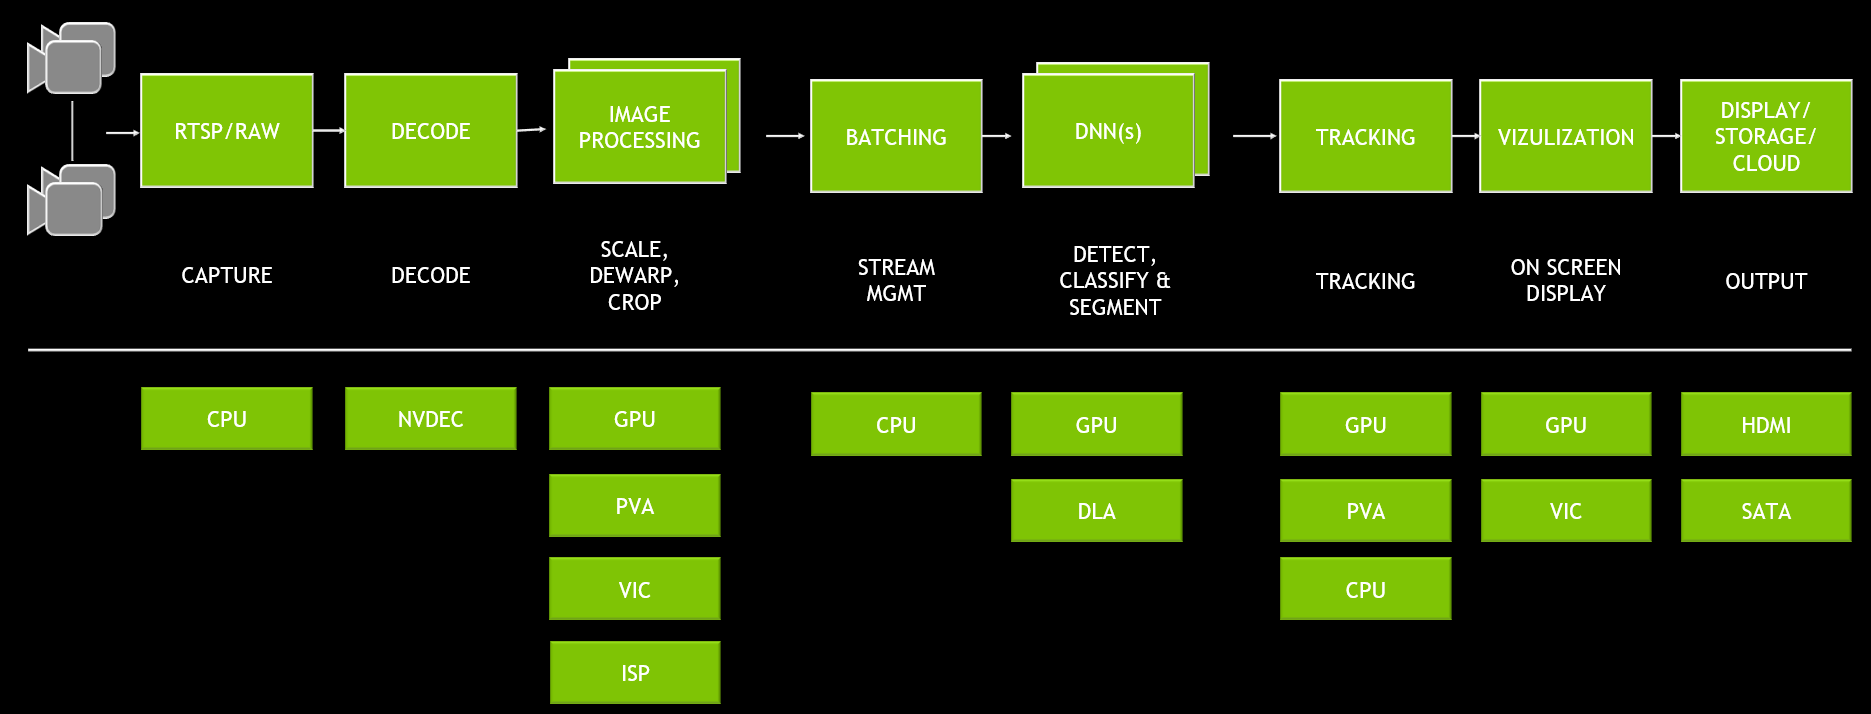 RTSP/RAW
DECODE
IMAGE
PROCESSING
BATCHING
DNN(s)
TRACKING
VIZULIZATION
DISPLAY/
STORAGE/
CLOUD
CAPTURE
DECODE
SCALE,
DEWARP,
CROP
STREAM
MGMT
DETECT,
CLASSIFY &
SEGMENT
TRACKING
ON SCREEN
DISPLAY
OUTPUT
CPU
NVDEC
GPU
PVA
VIC
ISP
CPU
GPU
DLA
GPU
PVA
CPU
GPU
VIC
HDMI
SATA